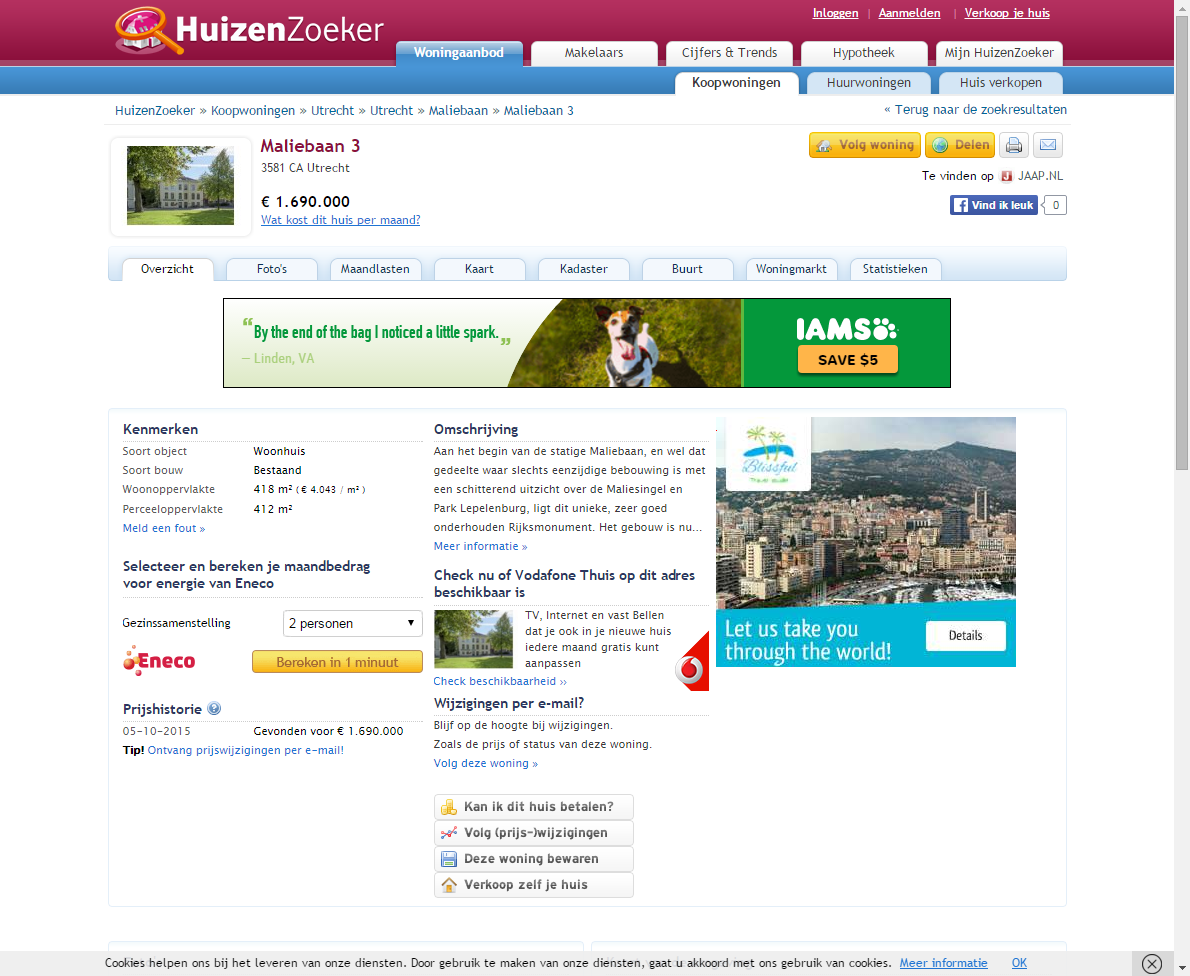 Inloggen | Aanmelden | Verkoop je huis
HuizenZoeker
Woningaanbod Makelaars Cijfers & Trends Hypotheek Mijn HuizenZoeker
Koopwoningen Huurwoningen Huis verkopen
HuizenZoeker » Koopwoningen » Utrecht » Utrecht » Maliebaan » Maliebaan 3
« Terug naar de zoekresultaten
Maliebaan 3
3581 CA Utrecht
€ 1.690.000
Wat kost dit huis per maand?
Volg woning Delen
Te vinden op JAAP.NL
Vind ik leuk 0
Overzicht Foto's Maandlasten Kaart Kadaster Buurt Woningmarkt Statistieken
“By the end of the bag I noticed a little spark.”
– Linden, VA
IAMS
SAVE $5
Kenmerken
Soort object Woonhuis
Soort bouw Bestaand
Woonoppervlakte 418 m² ( € 4.043 / m² )
Perceeloppervlakte 412 m²
Meld een fout »
Selecteer en bereken je maandbedrag
voor energie van Eneco
Gezinssamenstelling 2 personen
Eneco Bereken in 1 minuut
Prijshistorie ?
05-10-2015 Gevonden voor € 1.690.000
Tip! Ontvang prijswijzigingen per e-mail!
Omschrijving
Aan het begin van de statige Maliebaan, en wel dat
gedeelte waar slechts eenzijdige bebouwing is met
een schitterend uitzicht over de Maliesingel en
Park Lepelenburg, ligt dit unieke, zeer goed
onderhouden Rijksmonument. Het gebouw is nu...
Meer informatie »
Check nu of Vodafone Thuis op dit adres
beschikbaar is
TV, Internet en vast Bellen
dat je ook in je nieuwe huis
iedere maand gratis kunt
aanpassen
Check beschikbaarheid ››
Wijzigingen per e-mail?
Blijf op de hoogte bij wijzigingen.
Zoals de prijs of status van deze woning.
Volg deze woning »
Kan ik dit huis betalen?
Volg (prijs-)wijzigingen
Deze woning bewaren
Verkoop zelf je huis
Blissful
Let us take you
through the world!
Details
Cookies helpen ons bij het leveren van onze diensten. Door gebruik te maken van onze diensten, gaat u akkoord met ons gebruik van cookies. Meer informatie OK